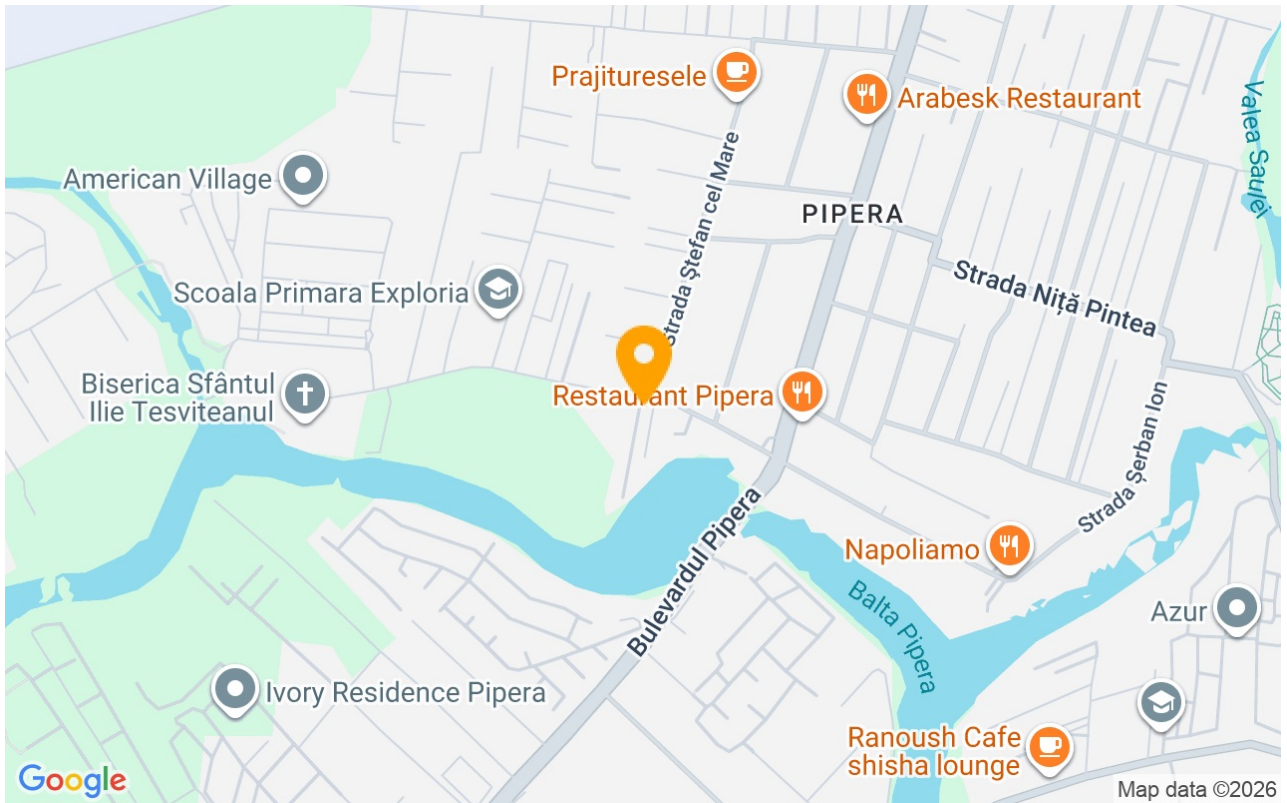 Prajituresele
Arabesk Restaurant
Valea Saulei
American Village
Strada Ștefan cel Mare
PIPERA
Scoala Primara Exploria
Strada Niță Pintea
Biserica Sfântul
Ilie Tesviteanul
Restaurant Pipera
Strada Șerban Ion
Bulevardul Pipera
Napoliamo
Balta Pipera
Azur
Ivory Residence Pipera
Ranoush Cafe
shisha lounge
Google
Map data ©2026